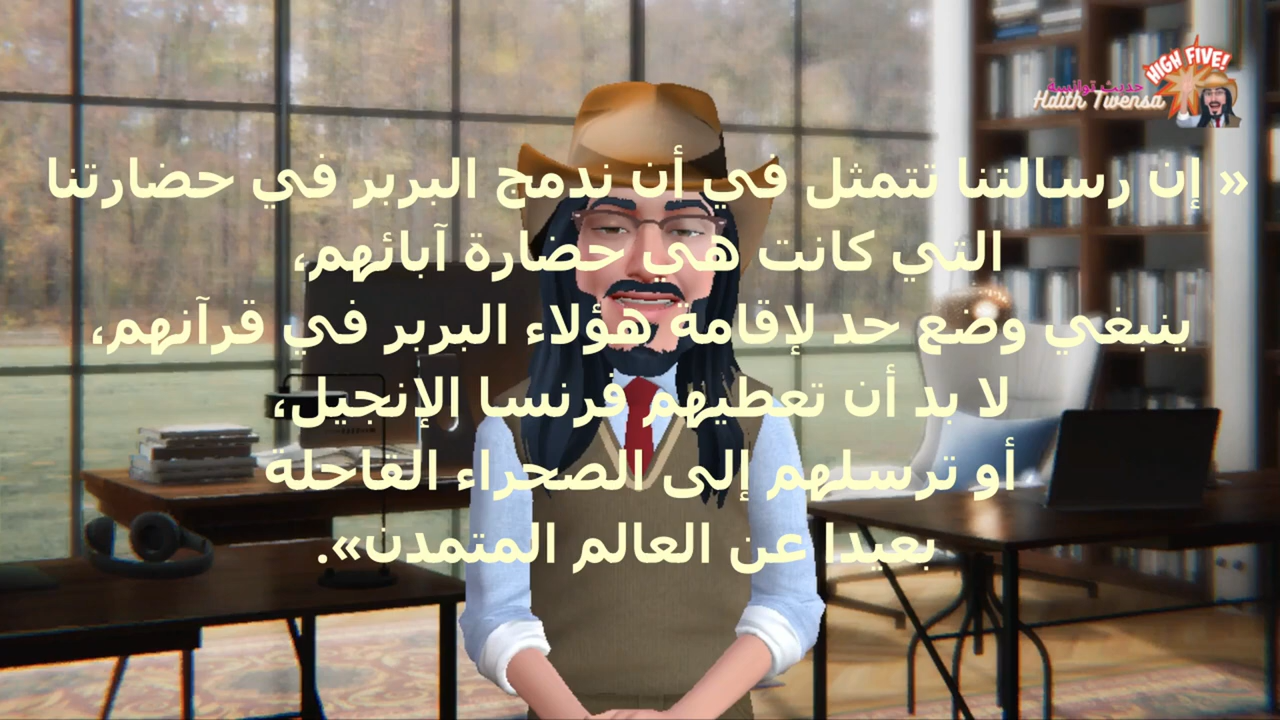 HIGH FIVE!
حديث توانسة
Hdith Twensa
« إن رسالتنا تتمثل في أن ندمج البربر في حضارتنا
التي كانت هي حضارة آبائهم،
ينبغي وضع حد لإقامة هؤلاء البربر في قرآنهم،
لا بد أن تعطيهم فرنسا الإنجيل،
أو ترسلهم إلى الصحراء القاحلة
بعيدا عن العالم المتمدن».